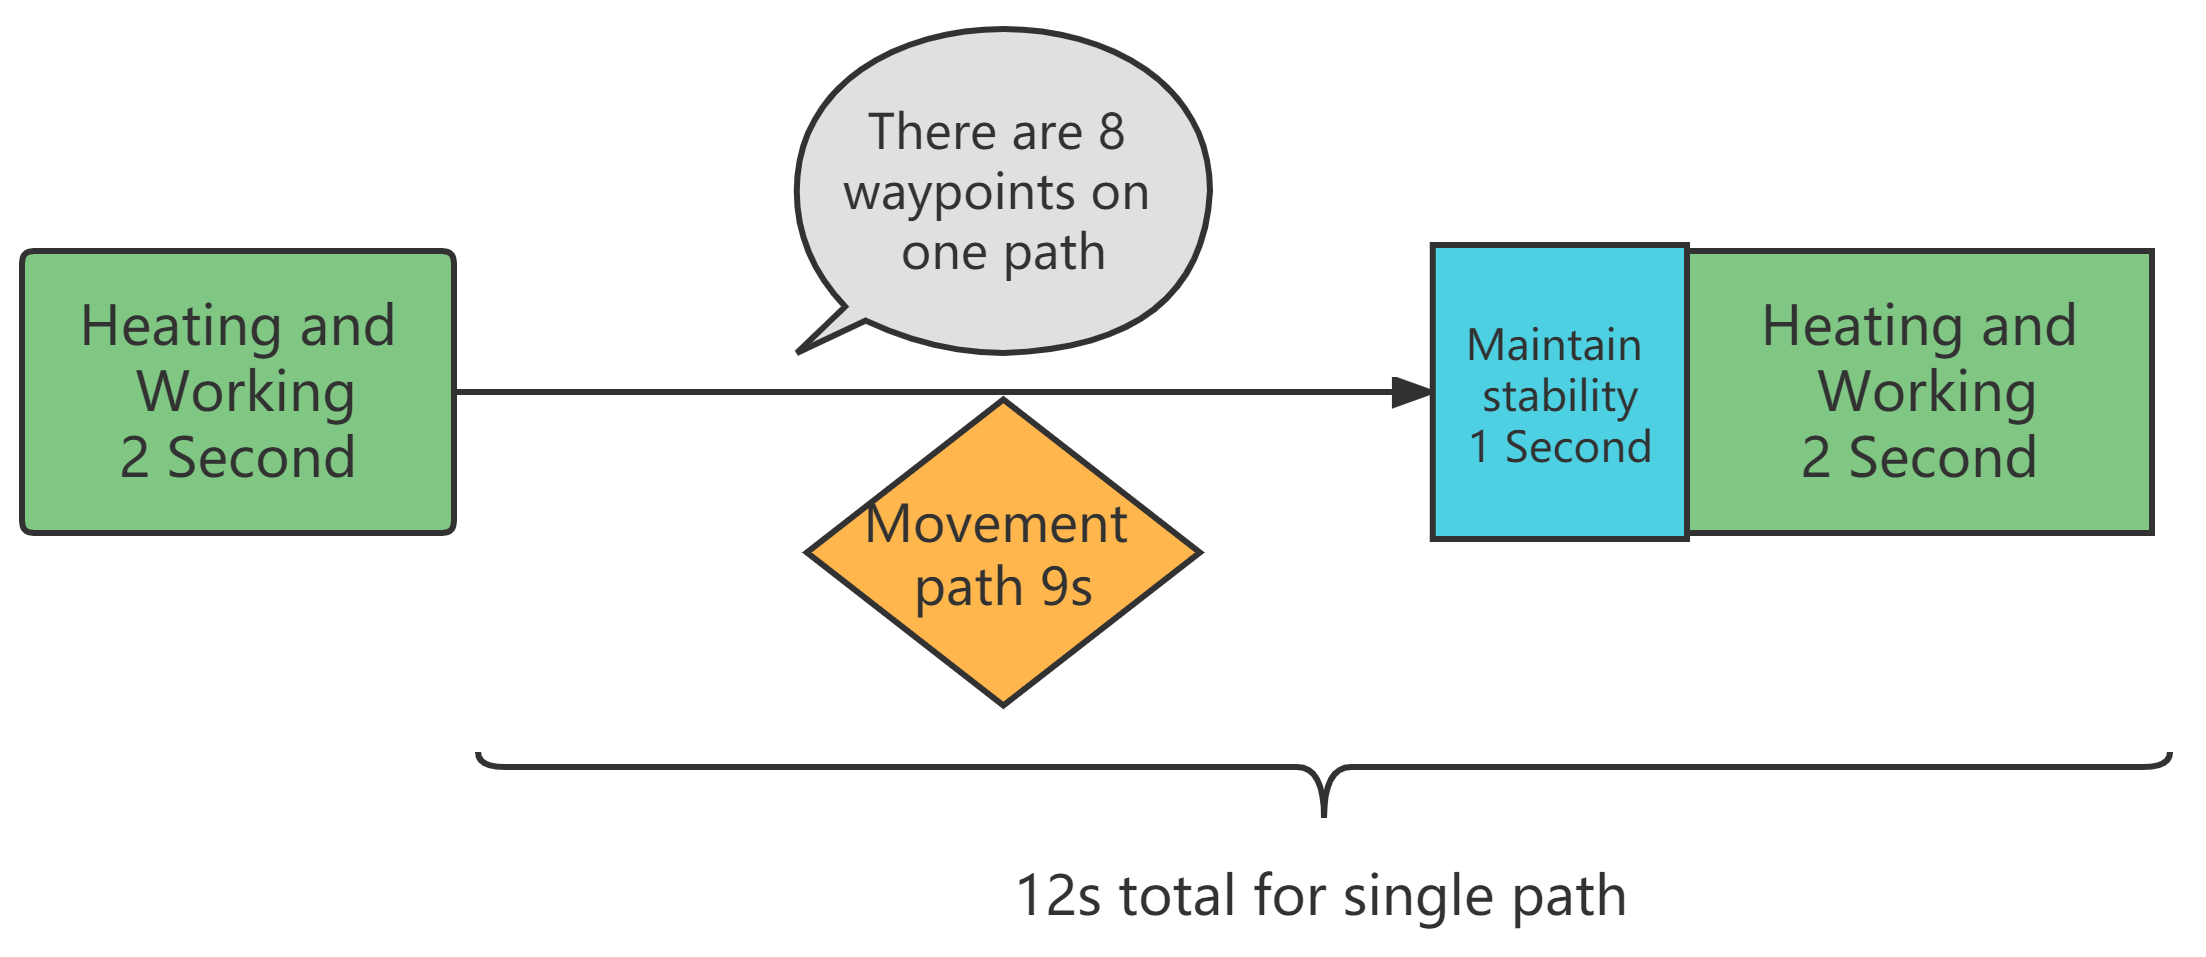 There are 8
waypoints on
one path
Heating and
Working
2 Second
Maintain
stability
1 Second
Heating and
Working
2 Second
Movement
path 9s
12s total for single path